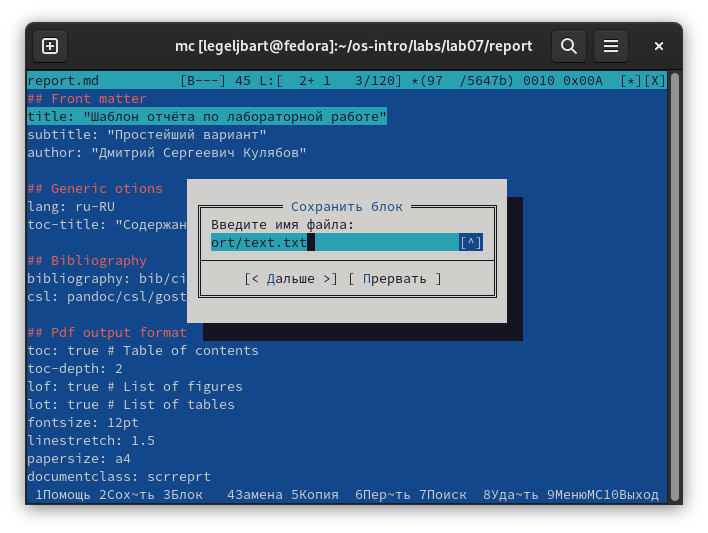 mc [legeljbart@fedora]:~/os-intro/labs/lab07/report
report.md [B---] 45 L:[ 2+ 1 3/120] *(97 /5647b) 0010 0x00A [*][X]
## Front matter
title: "Шаблон отчёта по лабораторной работе"
subtitle: "Простейший вариант"
author: "Дмитрий Сергеевич Кулябов"
## Generic otions
lang: ru-RU
toc-title: "Содержан
Сохранить блок
Введите имя файла:
ort/text.txt [^]
[< Дальше >] [ Прервать ]
## Bibliography
bibliography: bib/ci
csl: pandoc/csl/gost
## Pdf output format
toc: true # Table of contents
toc-depth: 2
lof: true # List of figures
lot: true # List of tables
fontsize: 12pt
linestretch: 1.5
papersize: a4
documentclass: scrreprt
1Помощь 2Сох~ть 3Блок 4Замена 5Копия 6Пер~ть 7Поиск 8Уда~ть 9МенюMC10Выход